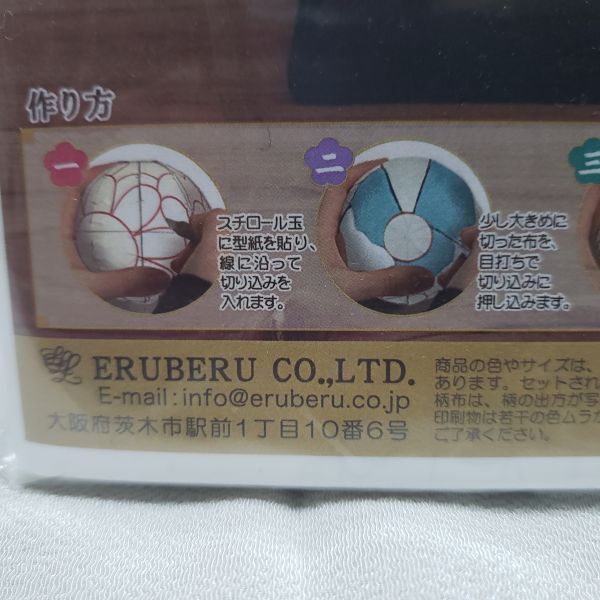 作り方
一
スチロール玉
に型紙を貼り、
線に沿って
切り込みを
入れます。
二
少し大きめに
切った布を、
目打ちで
切り込みに
押し込みます。
三
ERUBERU CO.,LTD.
E-mail:info@eruberu.co.jp
大阪府茨木市駅前1丁目10番6号
商品の色やサイズは、
あります。セットされ
柄布は、柄の出方が写
印刷物は若干の色ムラが
ご了承ください。